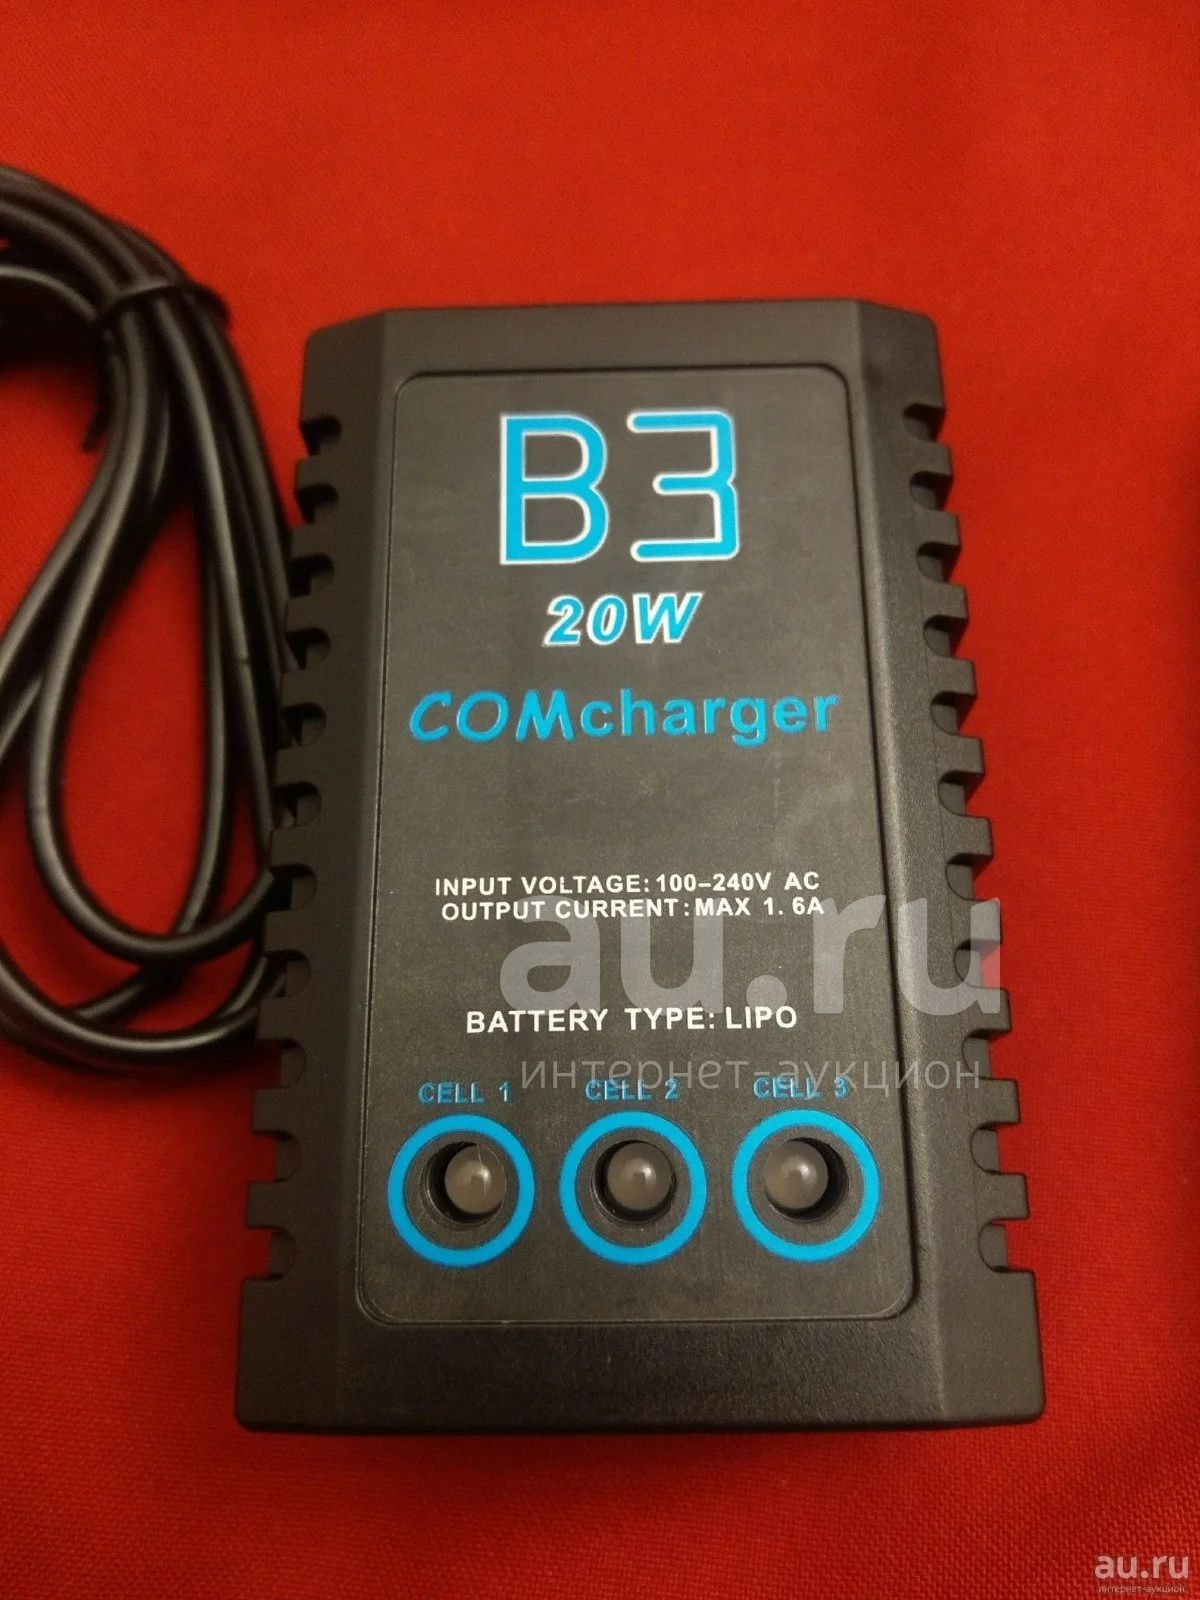 B3
20W
COMcharger
INPUT VOLTAGE: 100-240V AC
OUTPUT CURRENT: MAX 1.6A
au.ru
BATTERY TYPE: LIPO
интернет-аукцион
CELL 1 CELL 2 CELL 3
au.ru
интернет-аукцион